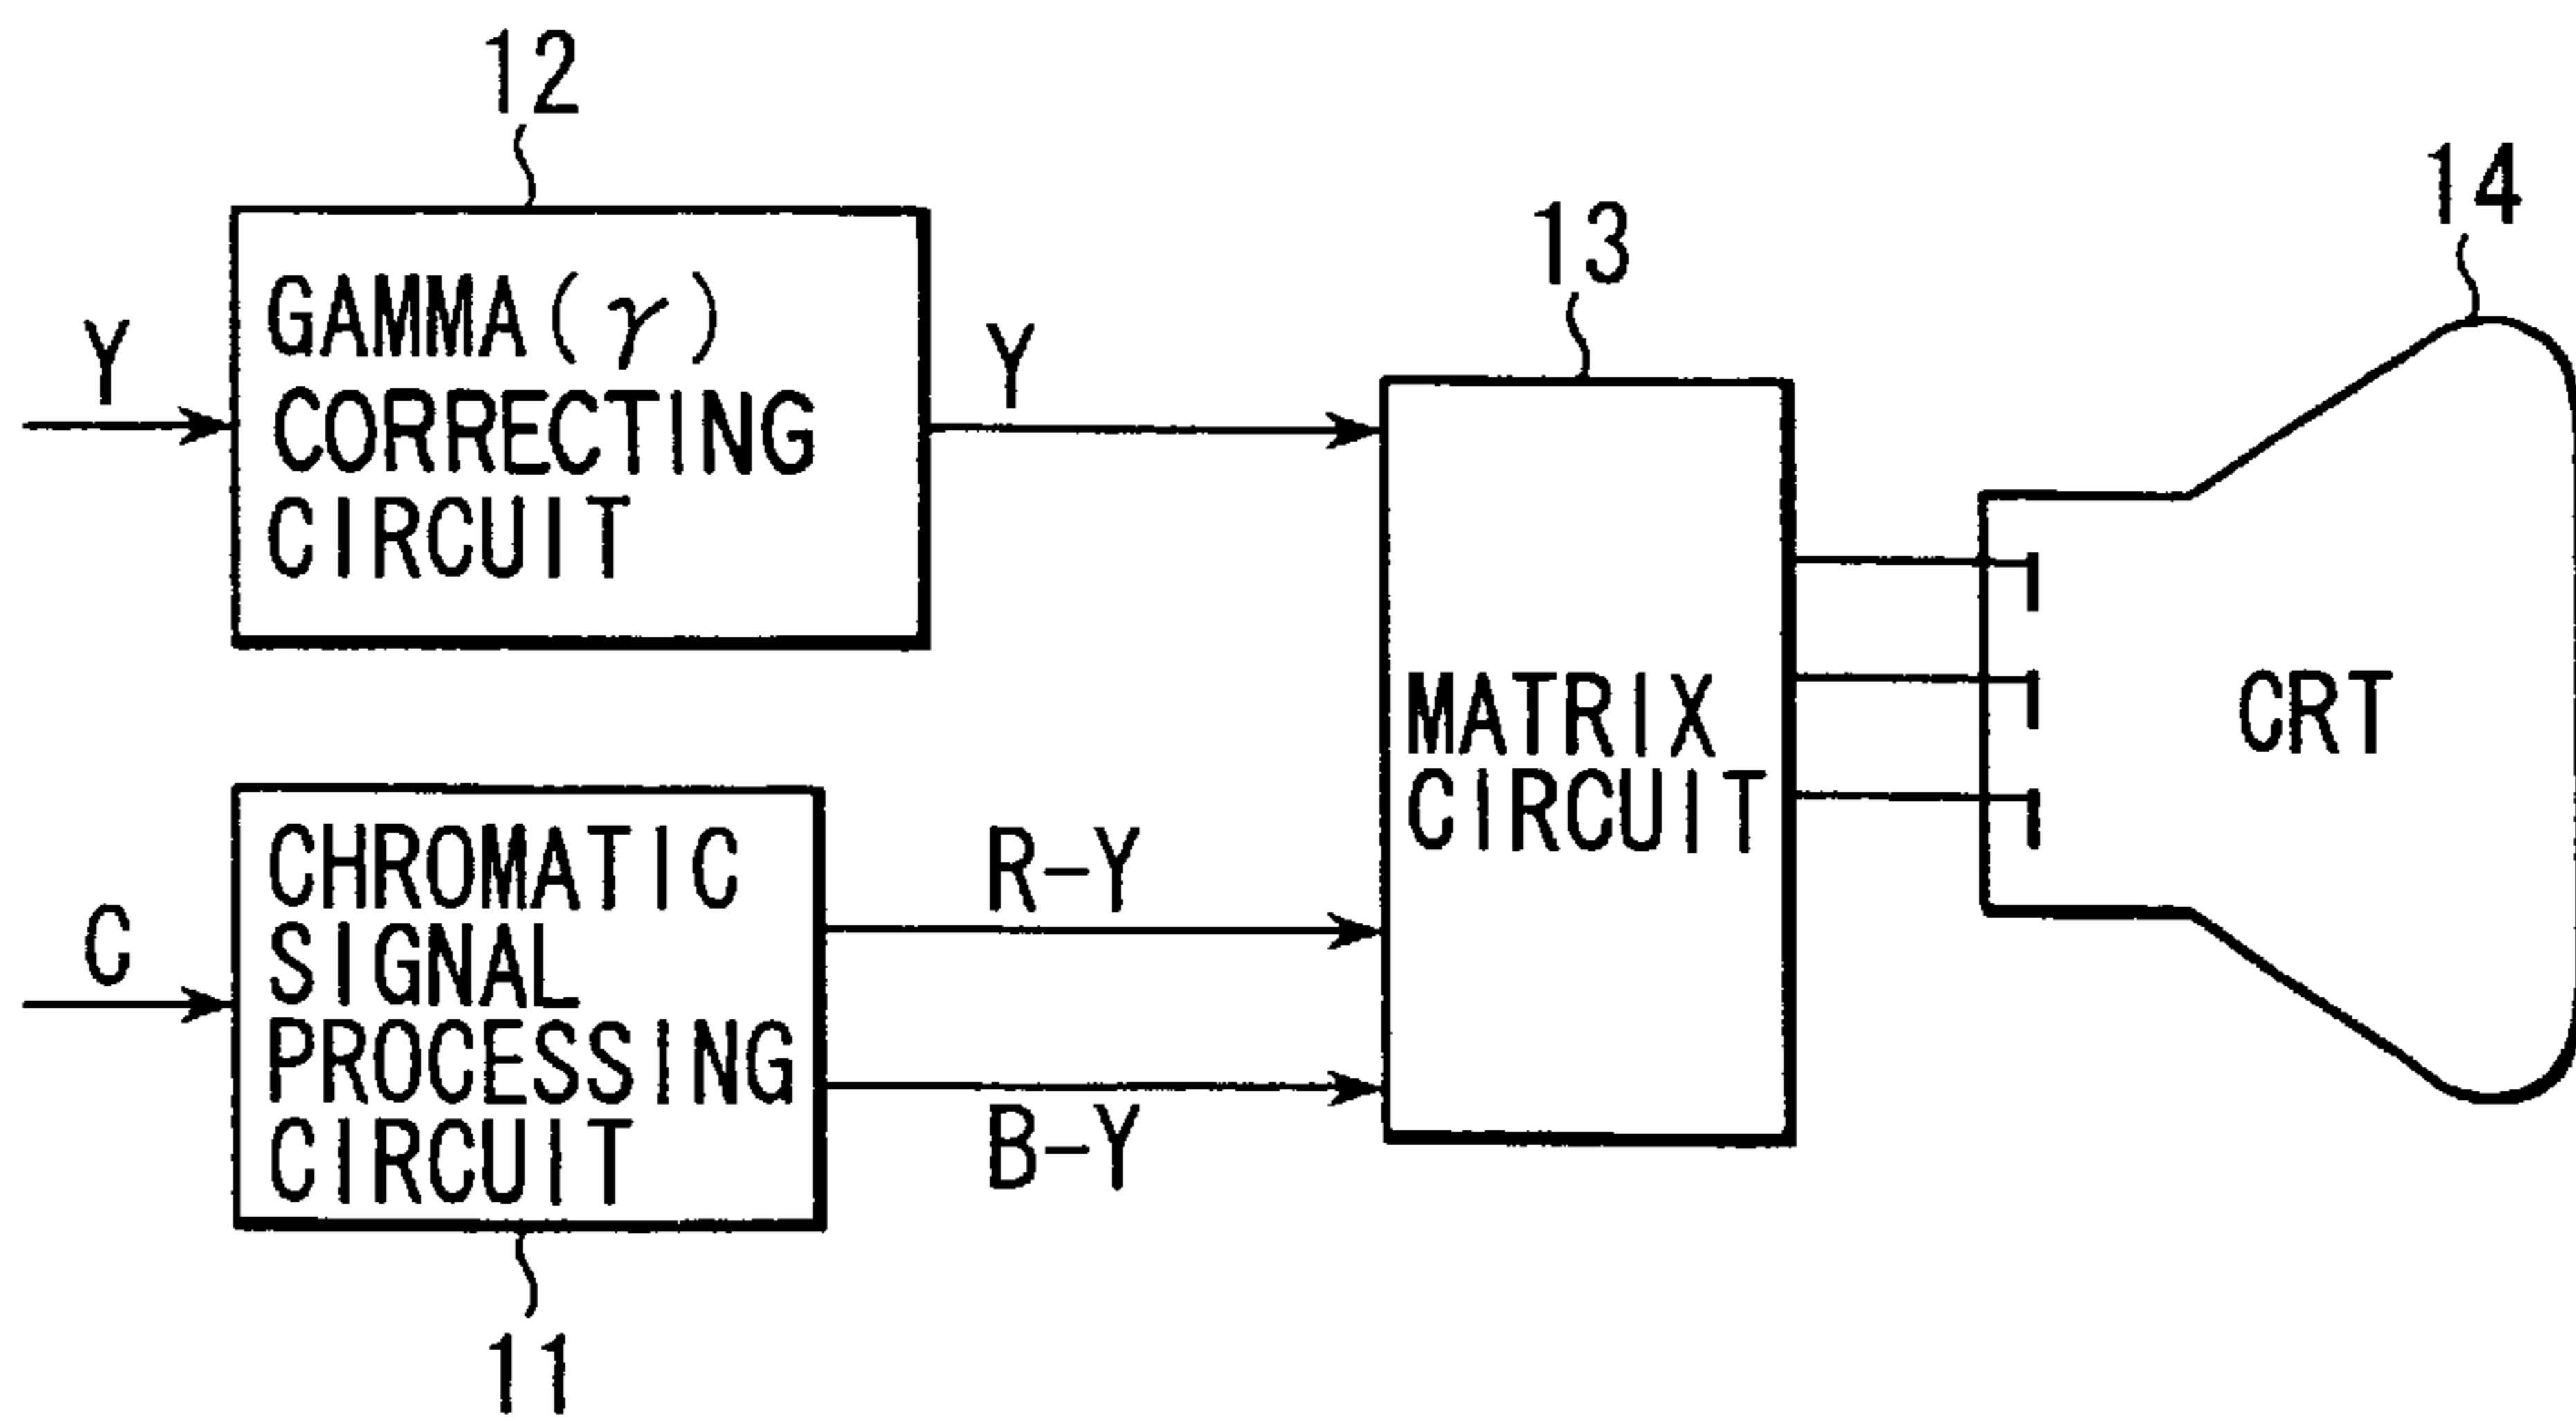 12
Y
GAMMA(γ)
CORRECTING
CIRCUIT
Y
13
14
MATRIX
CIRCUIT
CRT
C
CHROMATIC
SIGNAL
PROCESSING
CIRCUIT
R-Y
B-Y
11